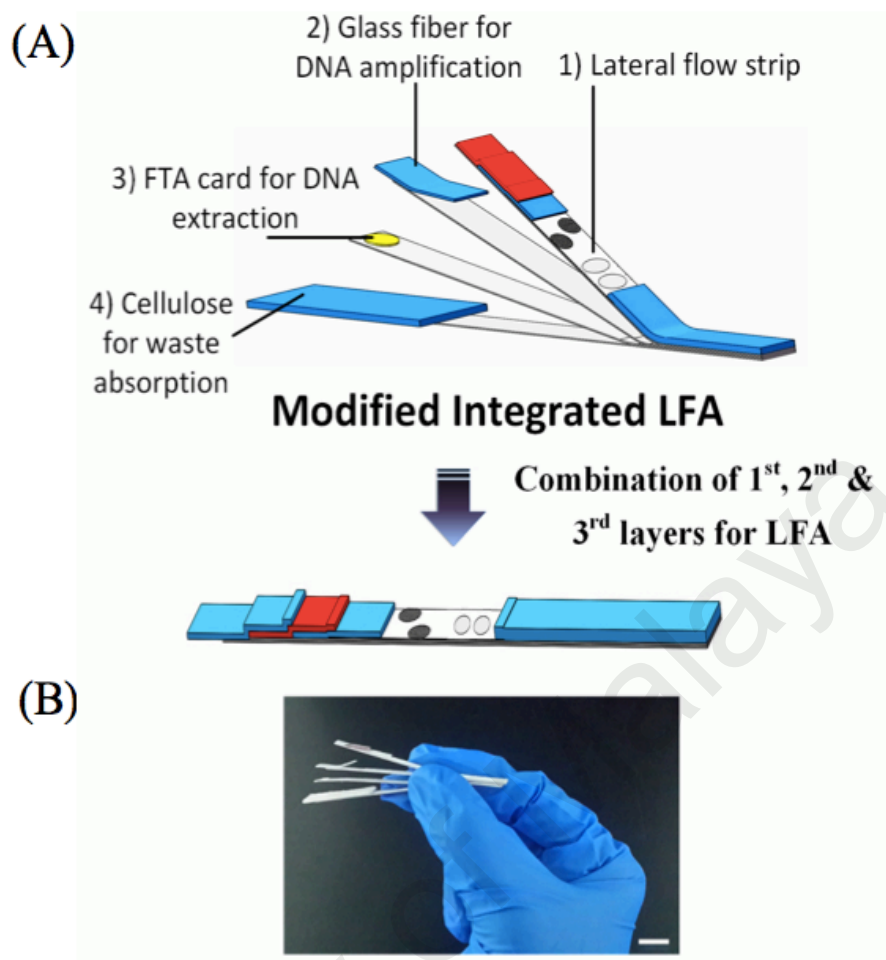 (A)
2) Glass fiber for
DNA amplification
1) Lateral flow strip
3) FTA card for DNA
extraction
4) Cellulose
for waste
absorption
Modified Integrated LFA
Combination of 1st, 2nd &
3rd layers for LFA
(B)